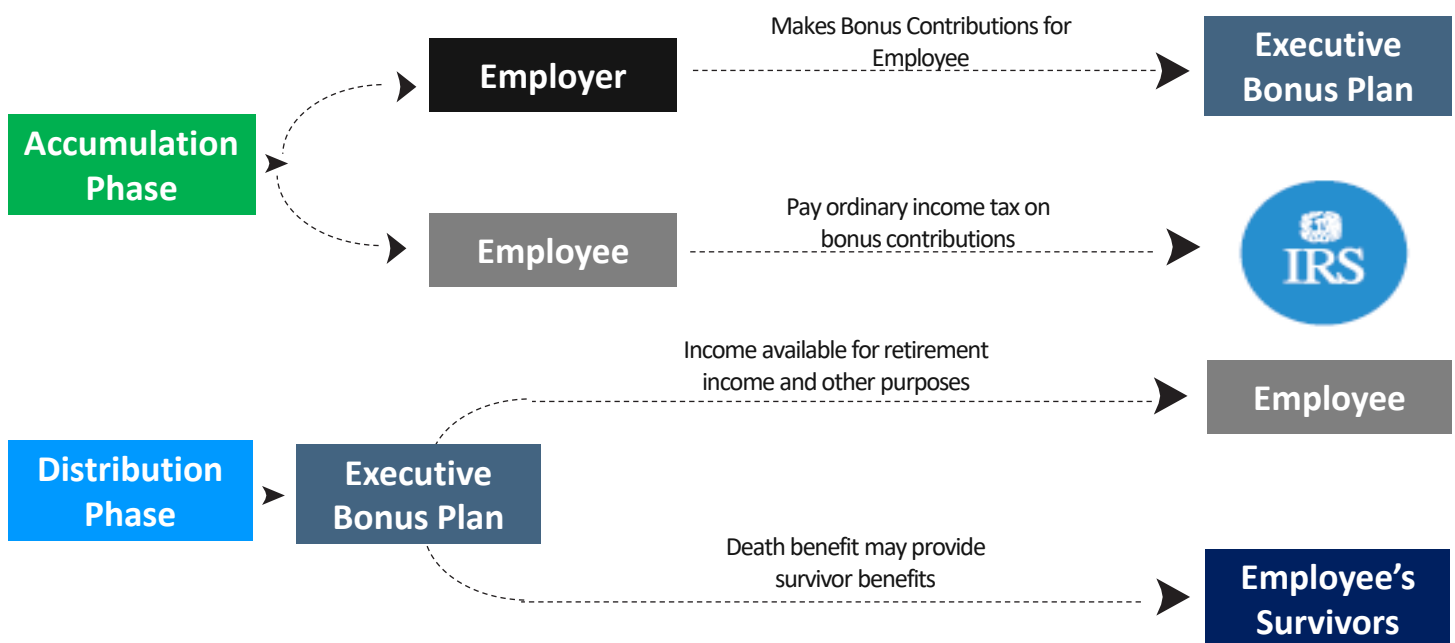 Makes Bonus Contributions for
Employee
Employer
Executive
Bonus Plan
Accumulation
Phase
Pay ordinary income tax on
bonus contributions
Employee
IRS
Income available for retirement
income and other purposes
Employee
Distribution
Phase
Executive
Bonus Plan
Death benefit may provide
survivor benefits
Employee’s
Survivors